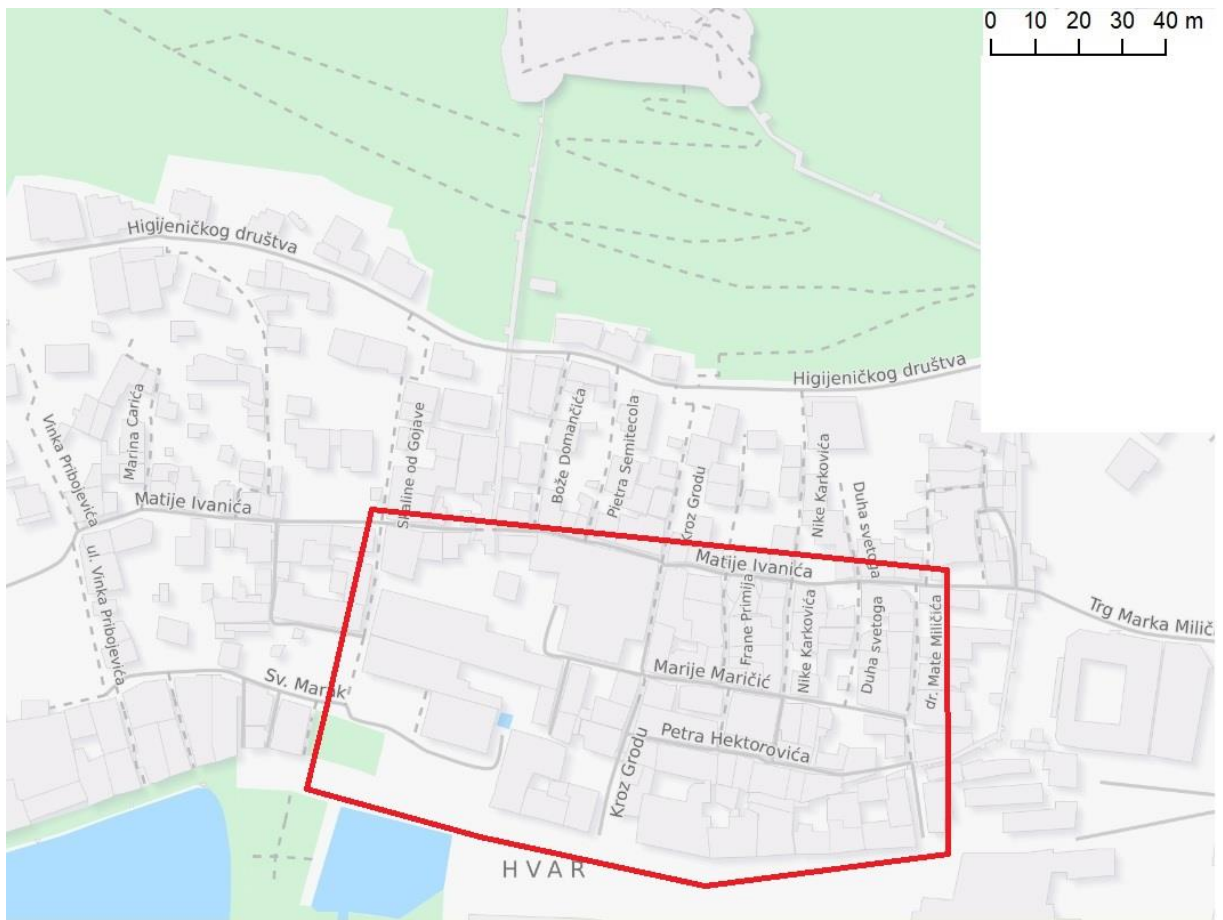 0 10 20 30 40 m
Higijeničkog društva
Higijeničkog društva
Vinka Pribojevića
Marina Carića
Skaline od Gojave
Bože Domančića
Pietra Semitecola
Kroz Grodu
Nike Karkovića
Duha svetoga
Matije Ivanića
ul. Vinka Pribojevića
Matije Ivanića
Frane Primija
Nike Karkovića
Duha svetoga
dr. Mate Miličića
Trg Marka Miliči
Marije Maričić
Sv. Marak
Petra Hektorovića
Kroz Grodu
HVAR